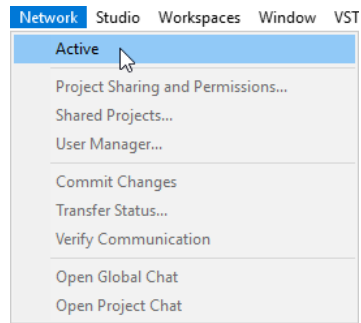 Network Studio Workspaces Window VST
Active
Project Sharing and Permissions...
Shared Projects...
User Manager...
Commit Changes
Transfer Status...
Verify Communication
Open Global Chat
Open Project Chat